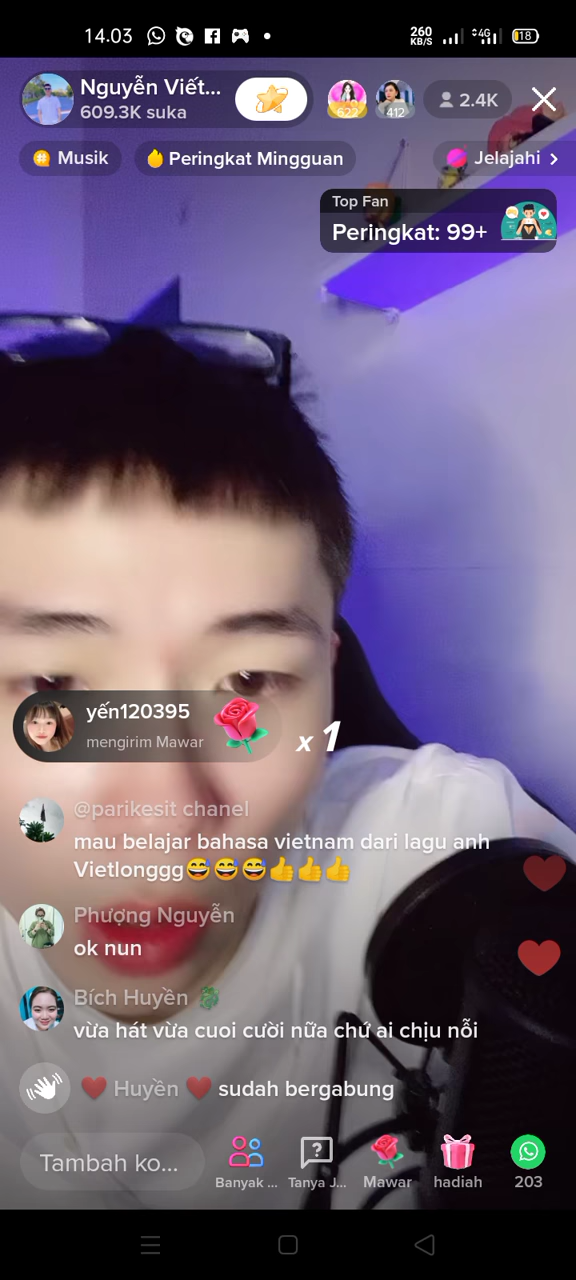 14.03
260
KB/S
4G
18
Nguyễn Viết...
609.3K suka
622
412
2.4K
Musik
Peringkat Mingguan
Jelajahi
Top Fan
Peringkat: 99+
yến120395
mengirim Mawar
x 1
@parikesit chanel
mau belajar bahasa vietnam dari lagu anh
Vietlonggg😅😅😅👍👍👍
Phượng Nguyễn
ok nun
Bích Huyền 🐉
vừa hát vừa cuoi cười nữa chứ ai chịu nỗi
❤️ Huyền ❤️ sudah bergabung
Tambah ko...
Banyak ...
Tanya J...
Mawar
hadiah
203